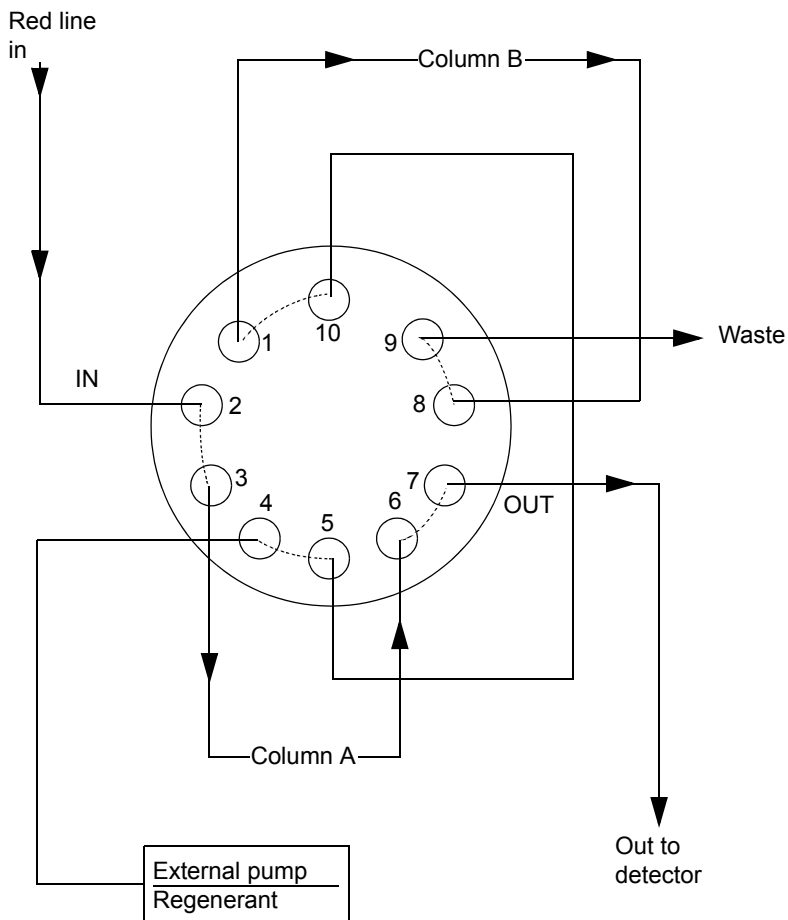 Red line
in
Column B
10
1
9
Waste
IN
2
8
3
7
4
6
5
OUT
Column A
Out to
detector
External pump
Regenerant